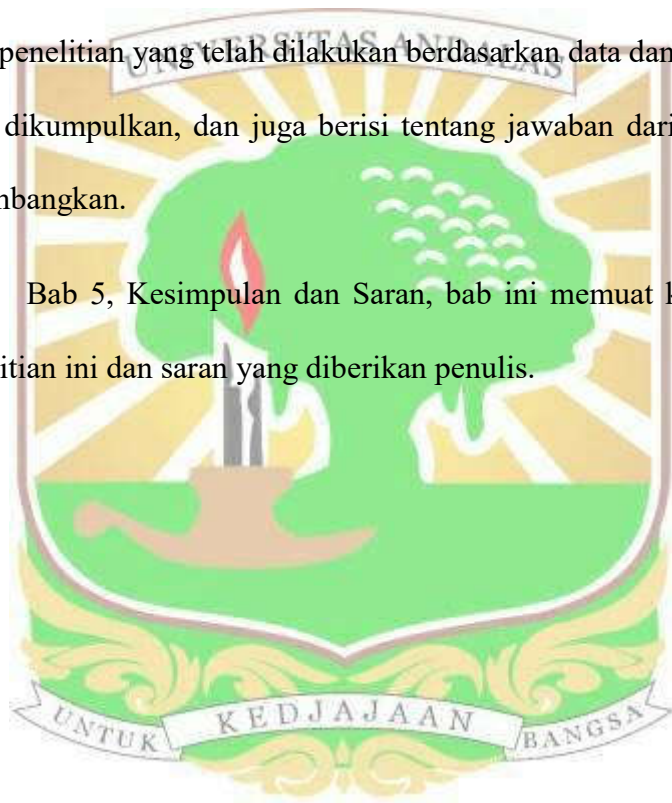 UNIVERSITAS ANDALAS
penelitian yang telah dilakukan berdasarkan data dan
dikumpulkan, dan juga berisi tentang jawaban dari
mbangkan.
Bab 5, Kesimpulan dan Saran, bab ini memuat k
itian ini dan saran yang diberikan penulis.
UNTUK KEDJAJAAN BANGSA